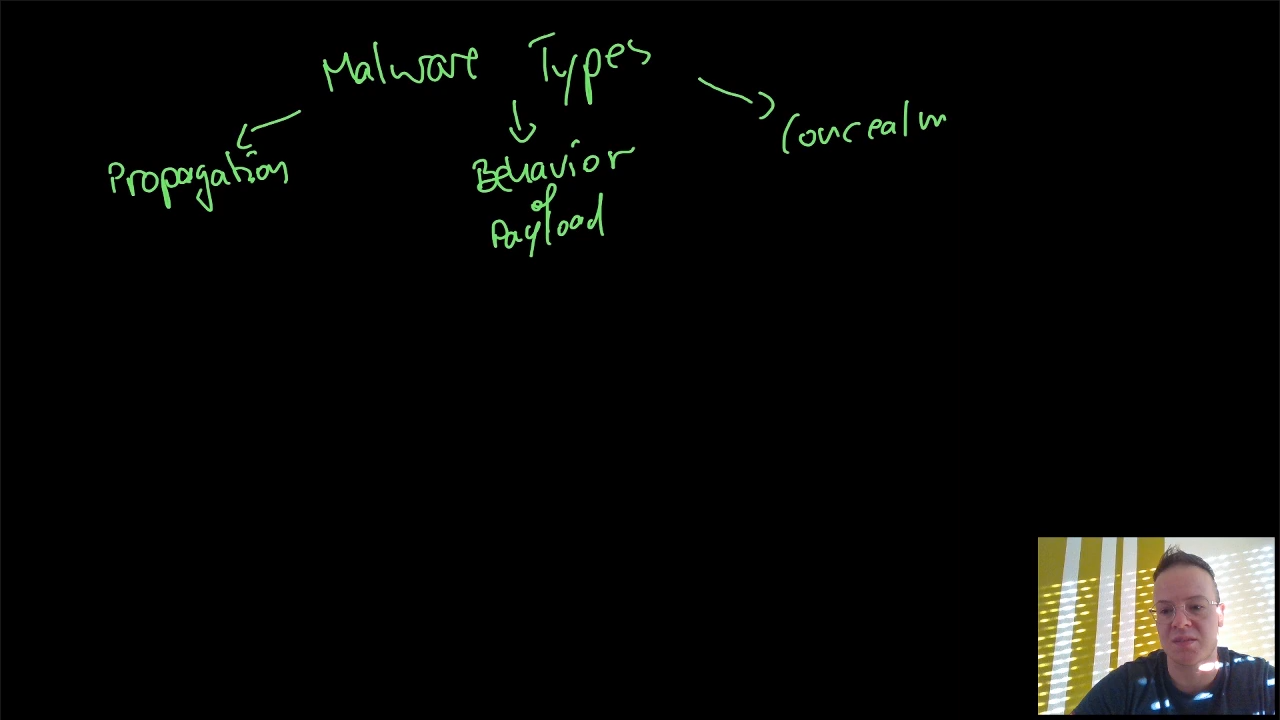 Malware Types
Propagation
Behavior
of
Payload
Concealm